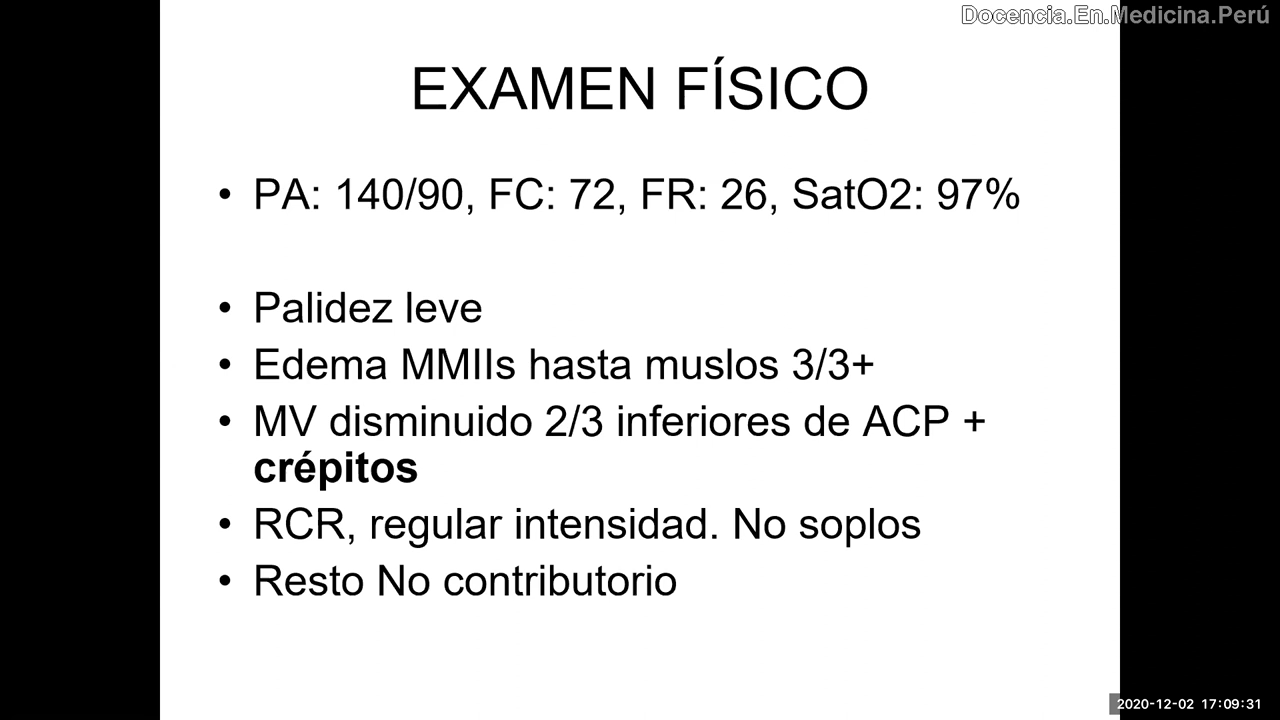 Docencia.En.Medicina.Perú
EXAMEN FÍSICO
• PA: 140/90, FC: 72, FR: 26, SatO2: 97%
• Palidez leve
• Edema MMIIs hasta muslos 3/3+
• MV disminuido 2/3 inferiores de ACP +
crépitos
• RCR, regular intensidad. No soplos
• Resto No contributorio
2020-12-02 17:09:31